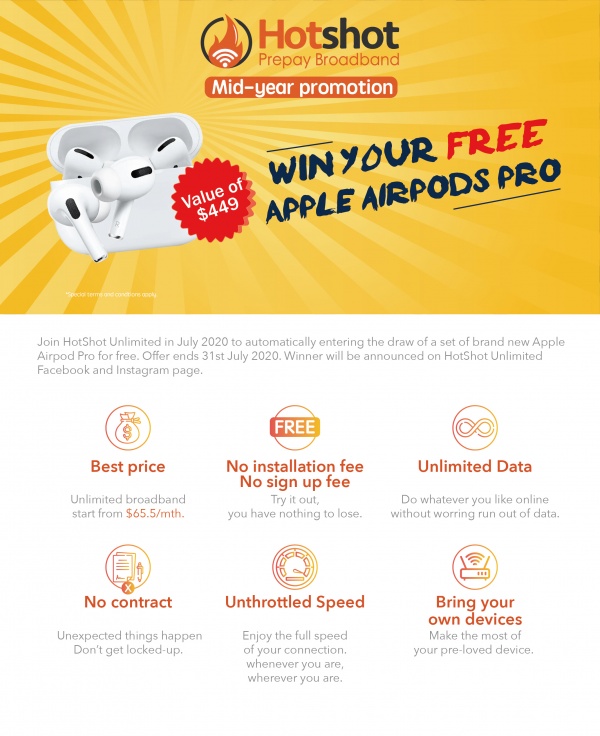 Hotshot
Prepay Broadband
Mid-year promotion
WIN YOUR FREE
APPLE AIRPODS PRO
Value of
$449
*Special terms and conditions apply.
Join HotShot Unlimited in July 2020 to automatically entering the draw of a set of brand new Apple
Airpod Pro for free. Offer ends 31st July 2020. Winner will be announced on HotShot Unlimited
Facebook and Instagram page.
FREE
Best price
Unlimited broadband
start from $65.5/mth.
No installation fee
No sign up fee
Try it out,
you have nothing to lose.
Unlimited Data
Do whatever you like online
without worring run out of data.
No contract
Unexpected things happen
Don't get locked-up.
Unthrottled Speed
Enjoy the full speed
of your connection.
whenever you are,
wherever you are.
Bring your
own devices
Make the most of
your pre-loved device.